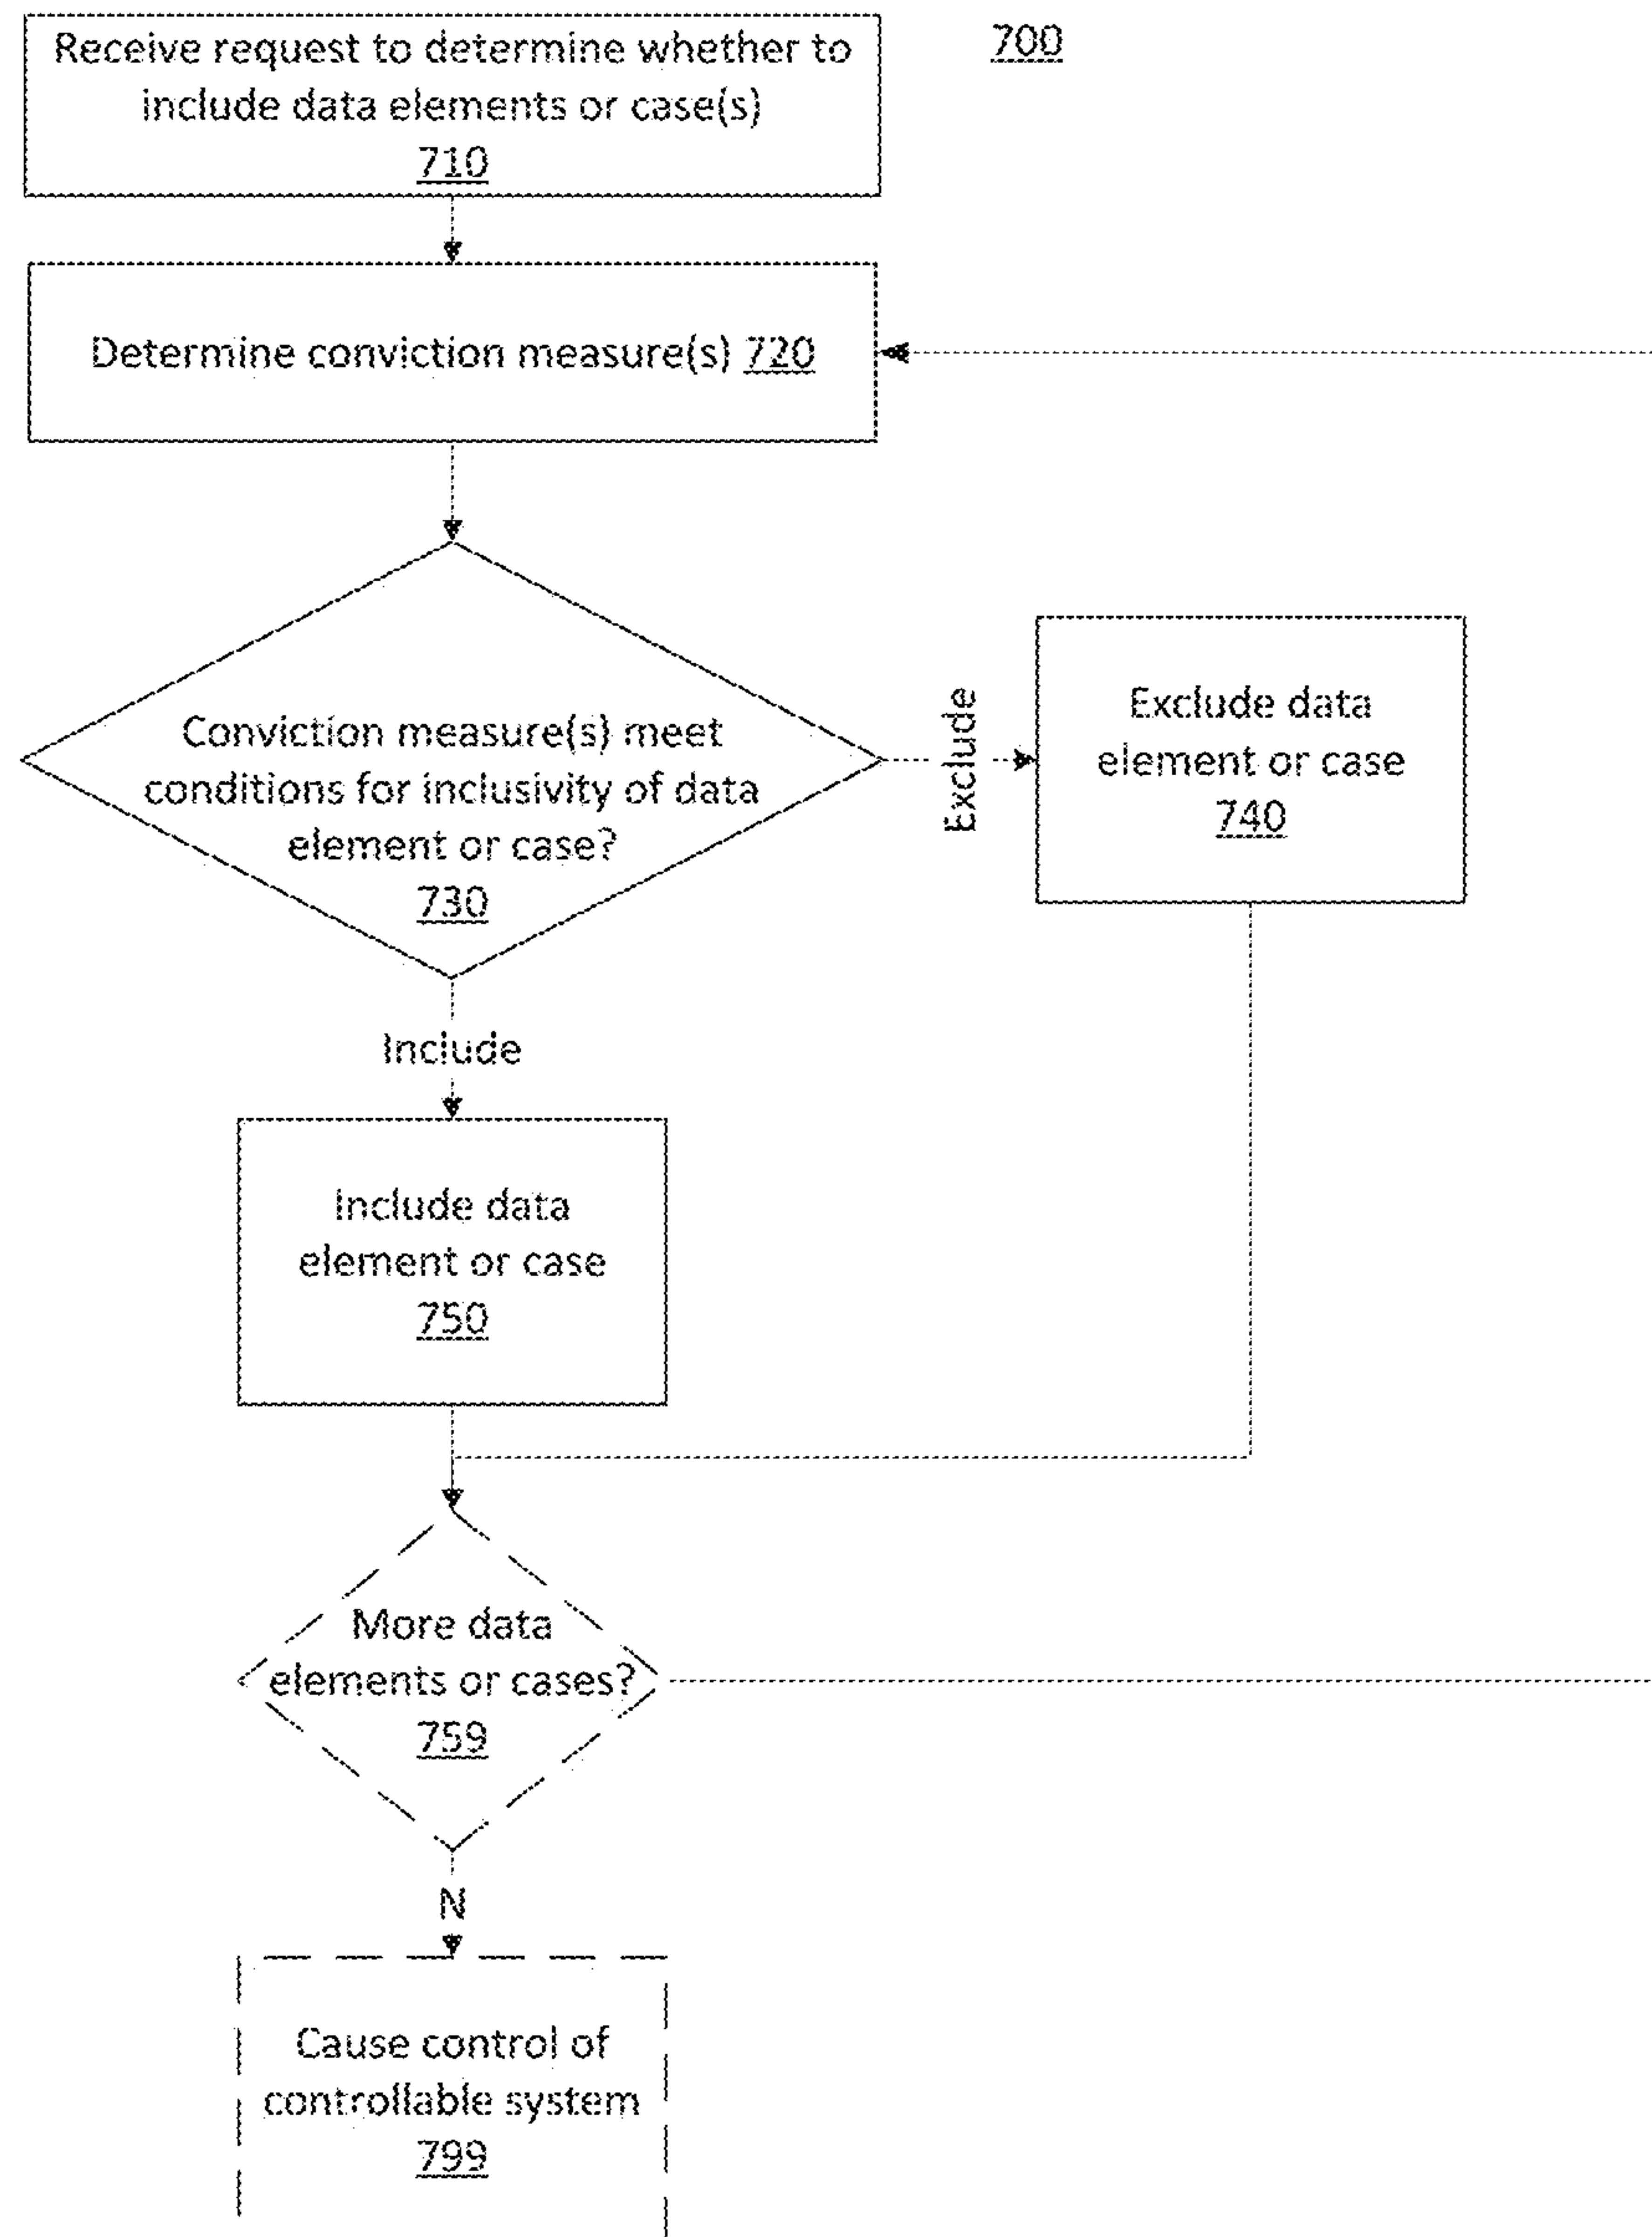 Receive request to determine whether to
include data elements or case(s)
710
700
Determine conviction measure(s) 720
Conviction measure(s) meet
conditions for inclusivity of data
element or case?
730
Exclude
Exclude data
element or case
740
Include
Include data
element or case
750
More data
elements or cases?
759
N
Cause control of
controllable system
799